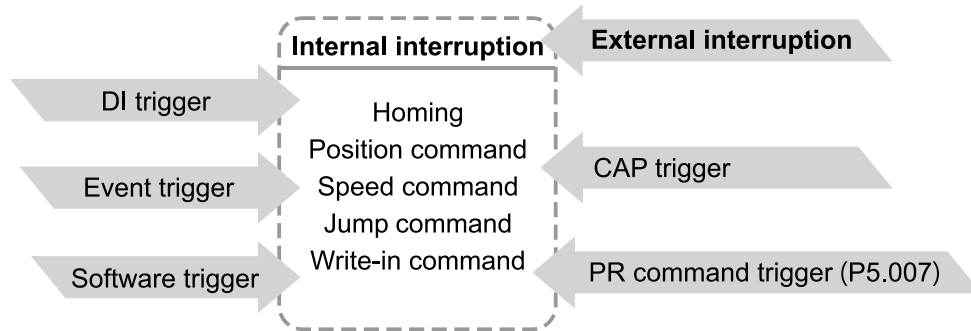 Internal interruption
External interruption
DI trigger
Homing
Position command
CAP trigger
Event trigger
Speed command
Jump command
Write-in command
Software trigger
PR command trigger (P5.007)